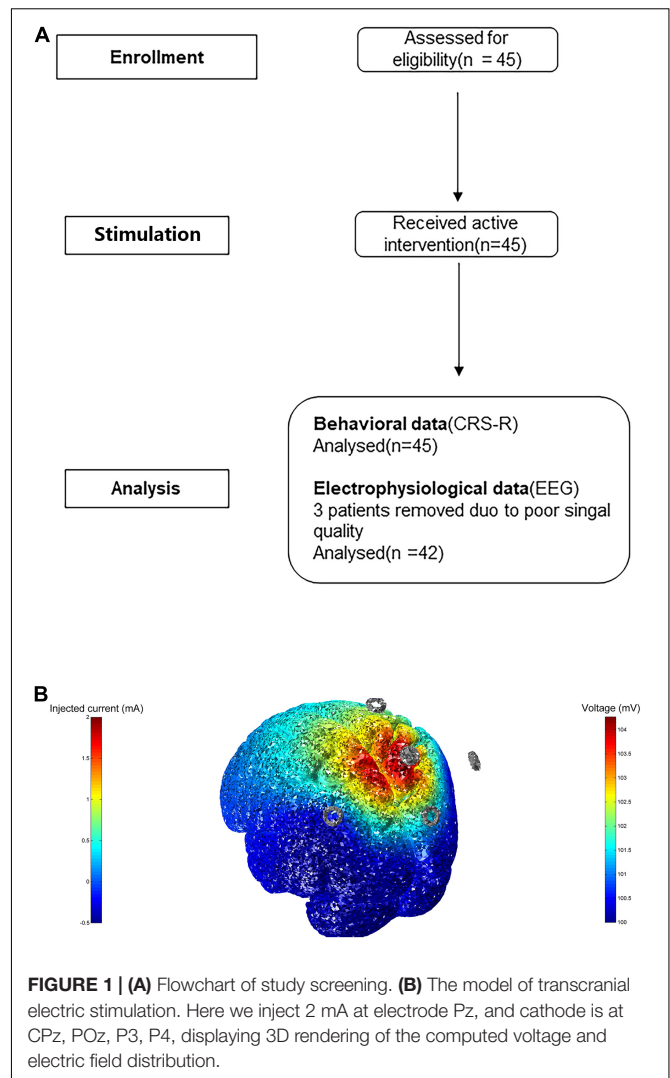 A
Enrollment
Assessed for
eligibility(n = 45)
Stimulation
Received active
intervention(n=45)
Analysis
Behavioral data(CRS-R)
Analysed(n=45)
Electrophysiological data(EEG)
3 patients removed duo to poor singal
quality
Analysed(n =42)
B
Injected current (mA)
2
1.5
1
0.5
0
-0.5
Voltage (mV)
104
103.5
103
102.5
102
101.5
101
100.5
100
FIGURE 1 | (A) Flowchart of study screening. (B) The model of transcranial
electric stimulation. Here we inject 2 mA at electrode Pz, and cathode is at
CPz, POz, P3, P4, displaying 3D rendering of the computed voltage and
electric field distribution.